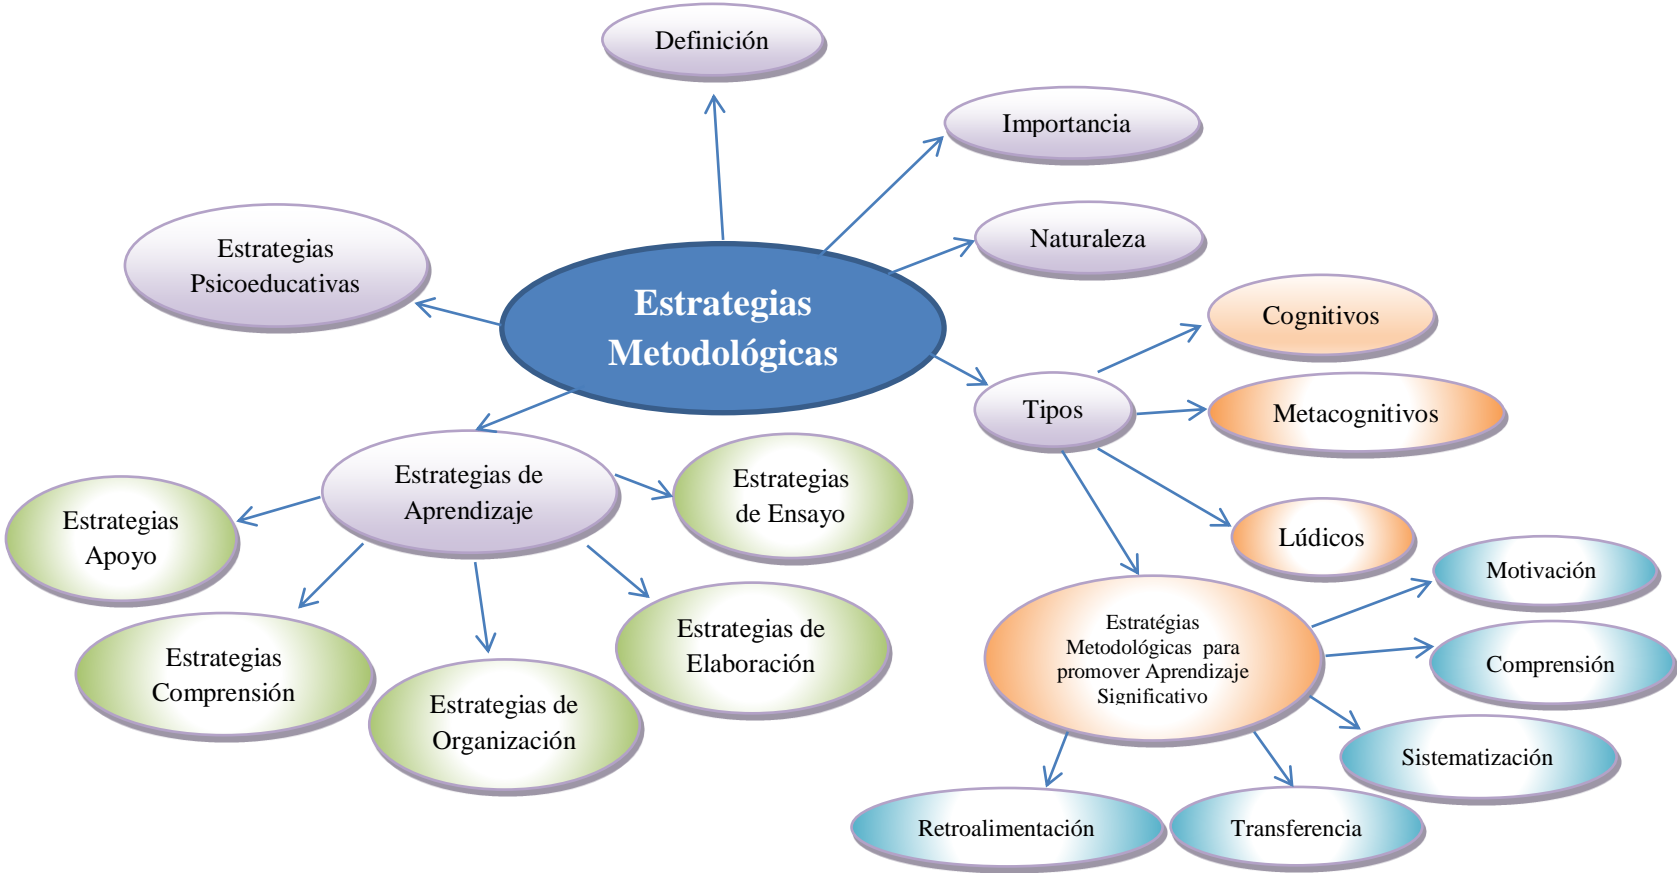 Definición
Importancia
Naturaleza
Estrategias
Psicoeducativas
Estrategias
Metodológicas
Cognitivos
Tipos
Metacognitivos
Estrategias de
Aprendizaje
Estrategias
de Ensayo
Estrategias
Apoyo
Lúdicos
Motivación
Estratégias
Metodológicas para
promover Aprendizaje
Significativo
Estrategias de
Elaboración
Comprensión
Estrategias
Comprensión
Estrategias de
Organización
Sistematización
Retroalimentación
Transferencia